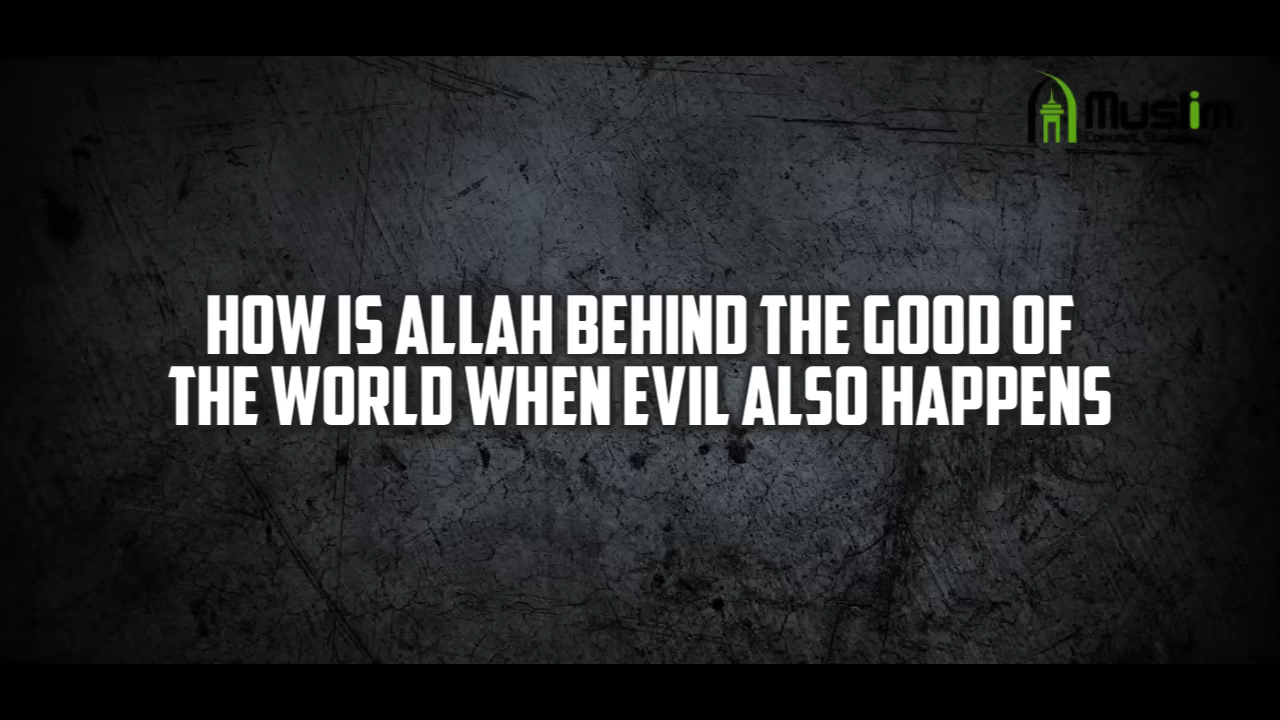 Muslim
HOW IS ALLAH BEHIND THE GOOD OF
THE WORLD WHEN EVIL ALSO HAPPENS